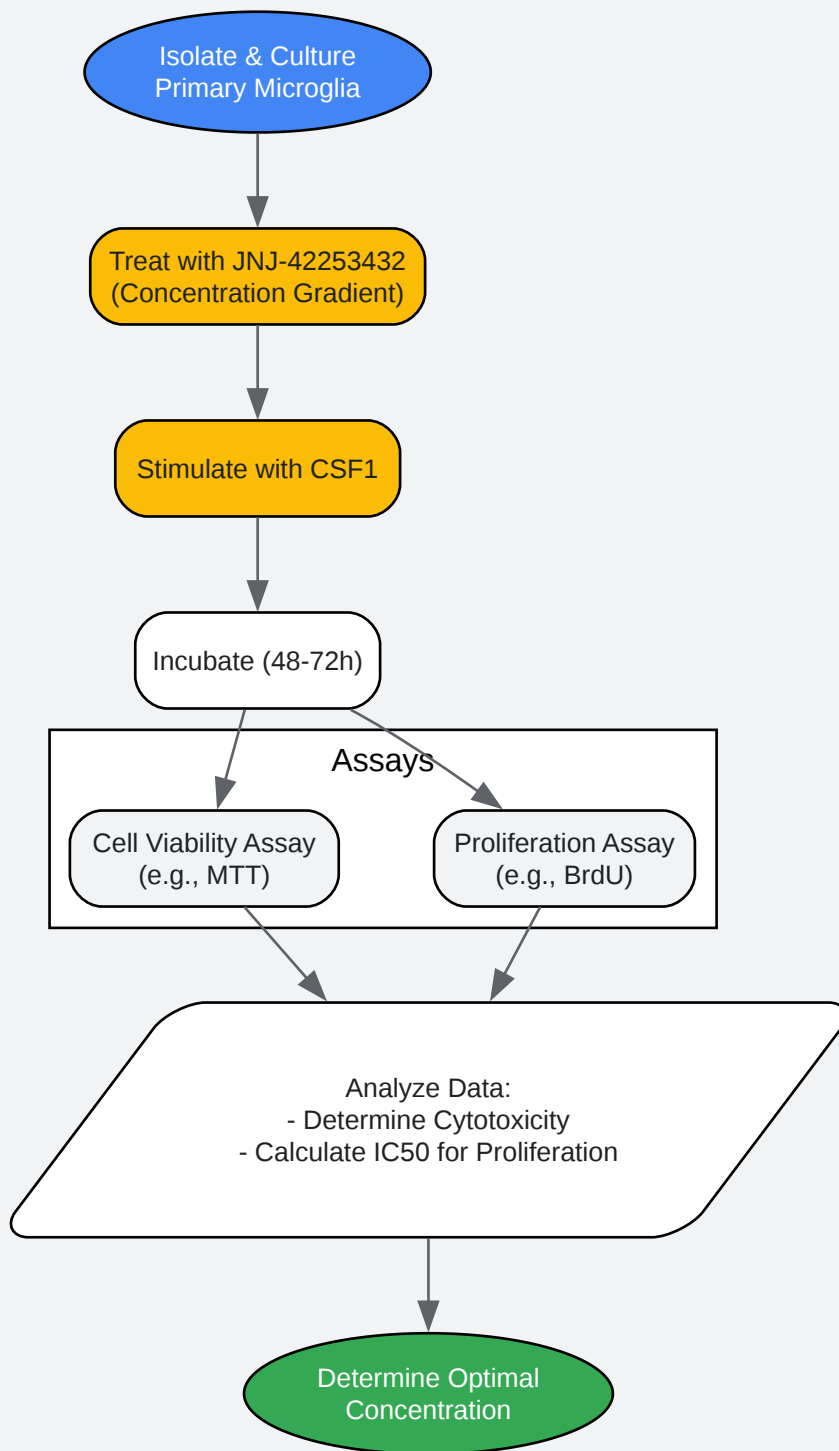 Isolate & Culture
Primary Microglia
Treat with JNJ-42253432
(Concentration Gradient)
Stimulate with CSF1
Incubate (48-72h)
Assays
Cell Viability Assay
(e.g., MTT)
Proliferation Assay
(e.g., BrdU)
Analyze Data:
- Determine Cytotoxicity
- Calculate IC50 for Proliferation
Determine Optimal
Concentration